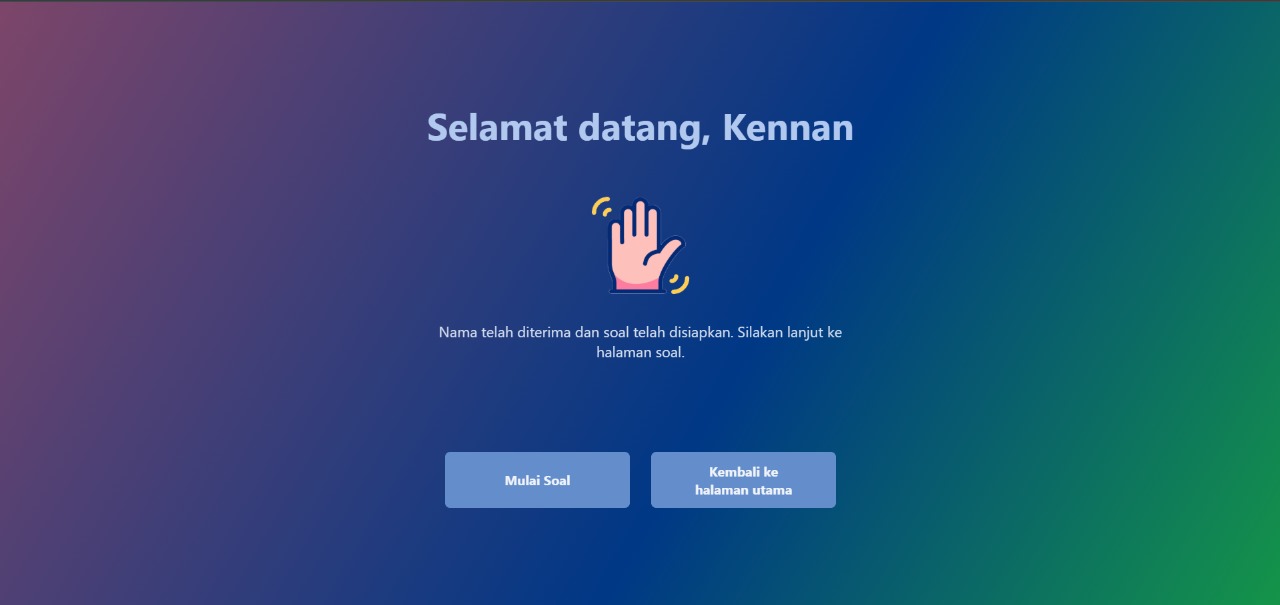 Selamat datang, Kennan
Nama telah diterima dan soal telah disiapkan. Silakan lanjut ke
halaman soal.
Mulai Soal
Kembali ke
halaman utama